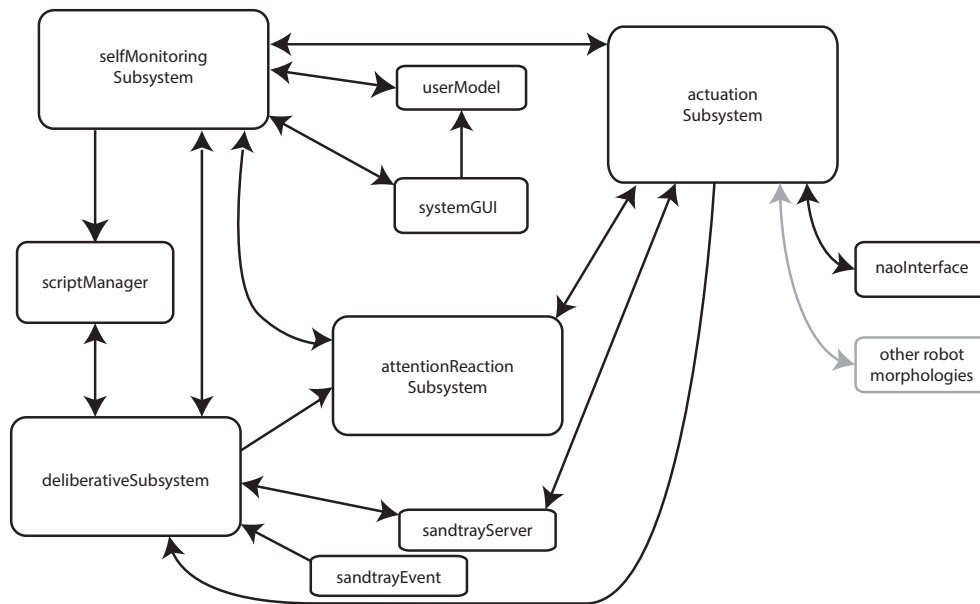 selfMonitoring
Subsystem
actuation
Subsystem
userModel
systemGUI
scriptManager
naoInterface
attentionReaction
Subsystem
other robot
morphologies
deliberativeSubsystem
sandtrayServer
sandtrayEvent